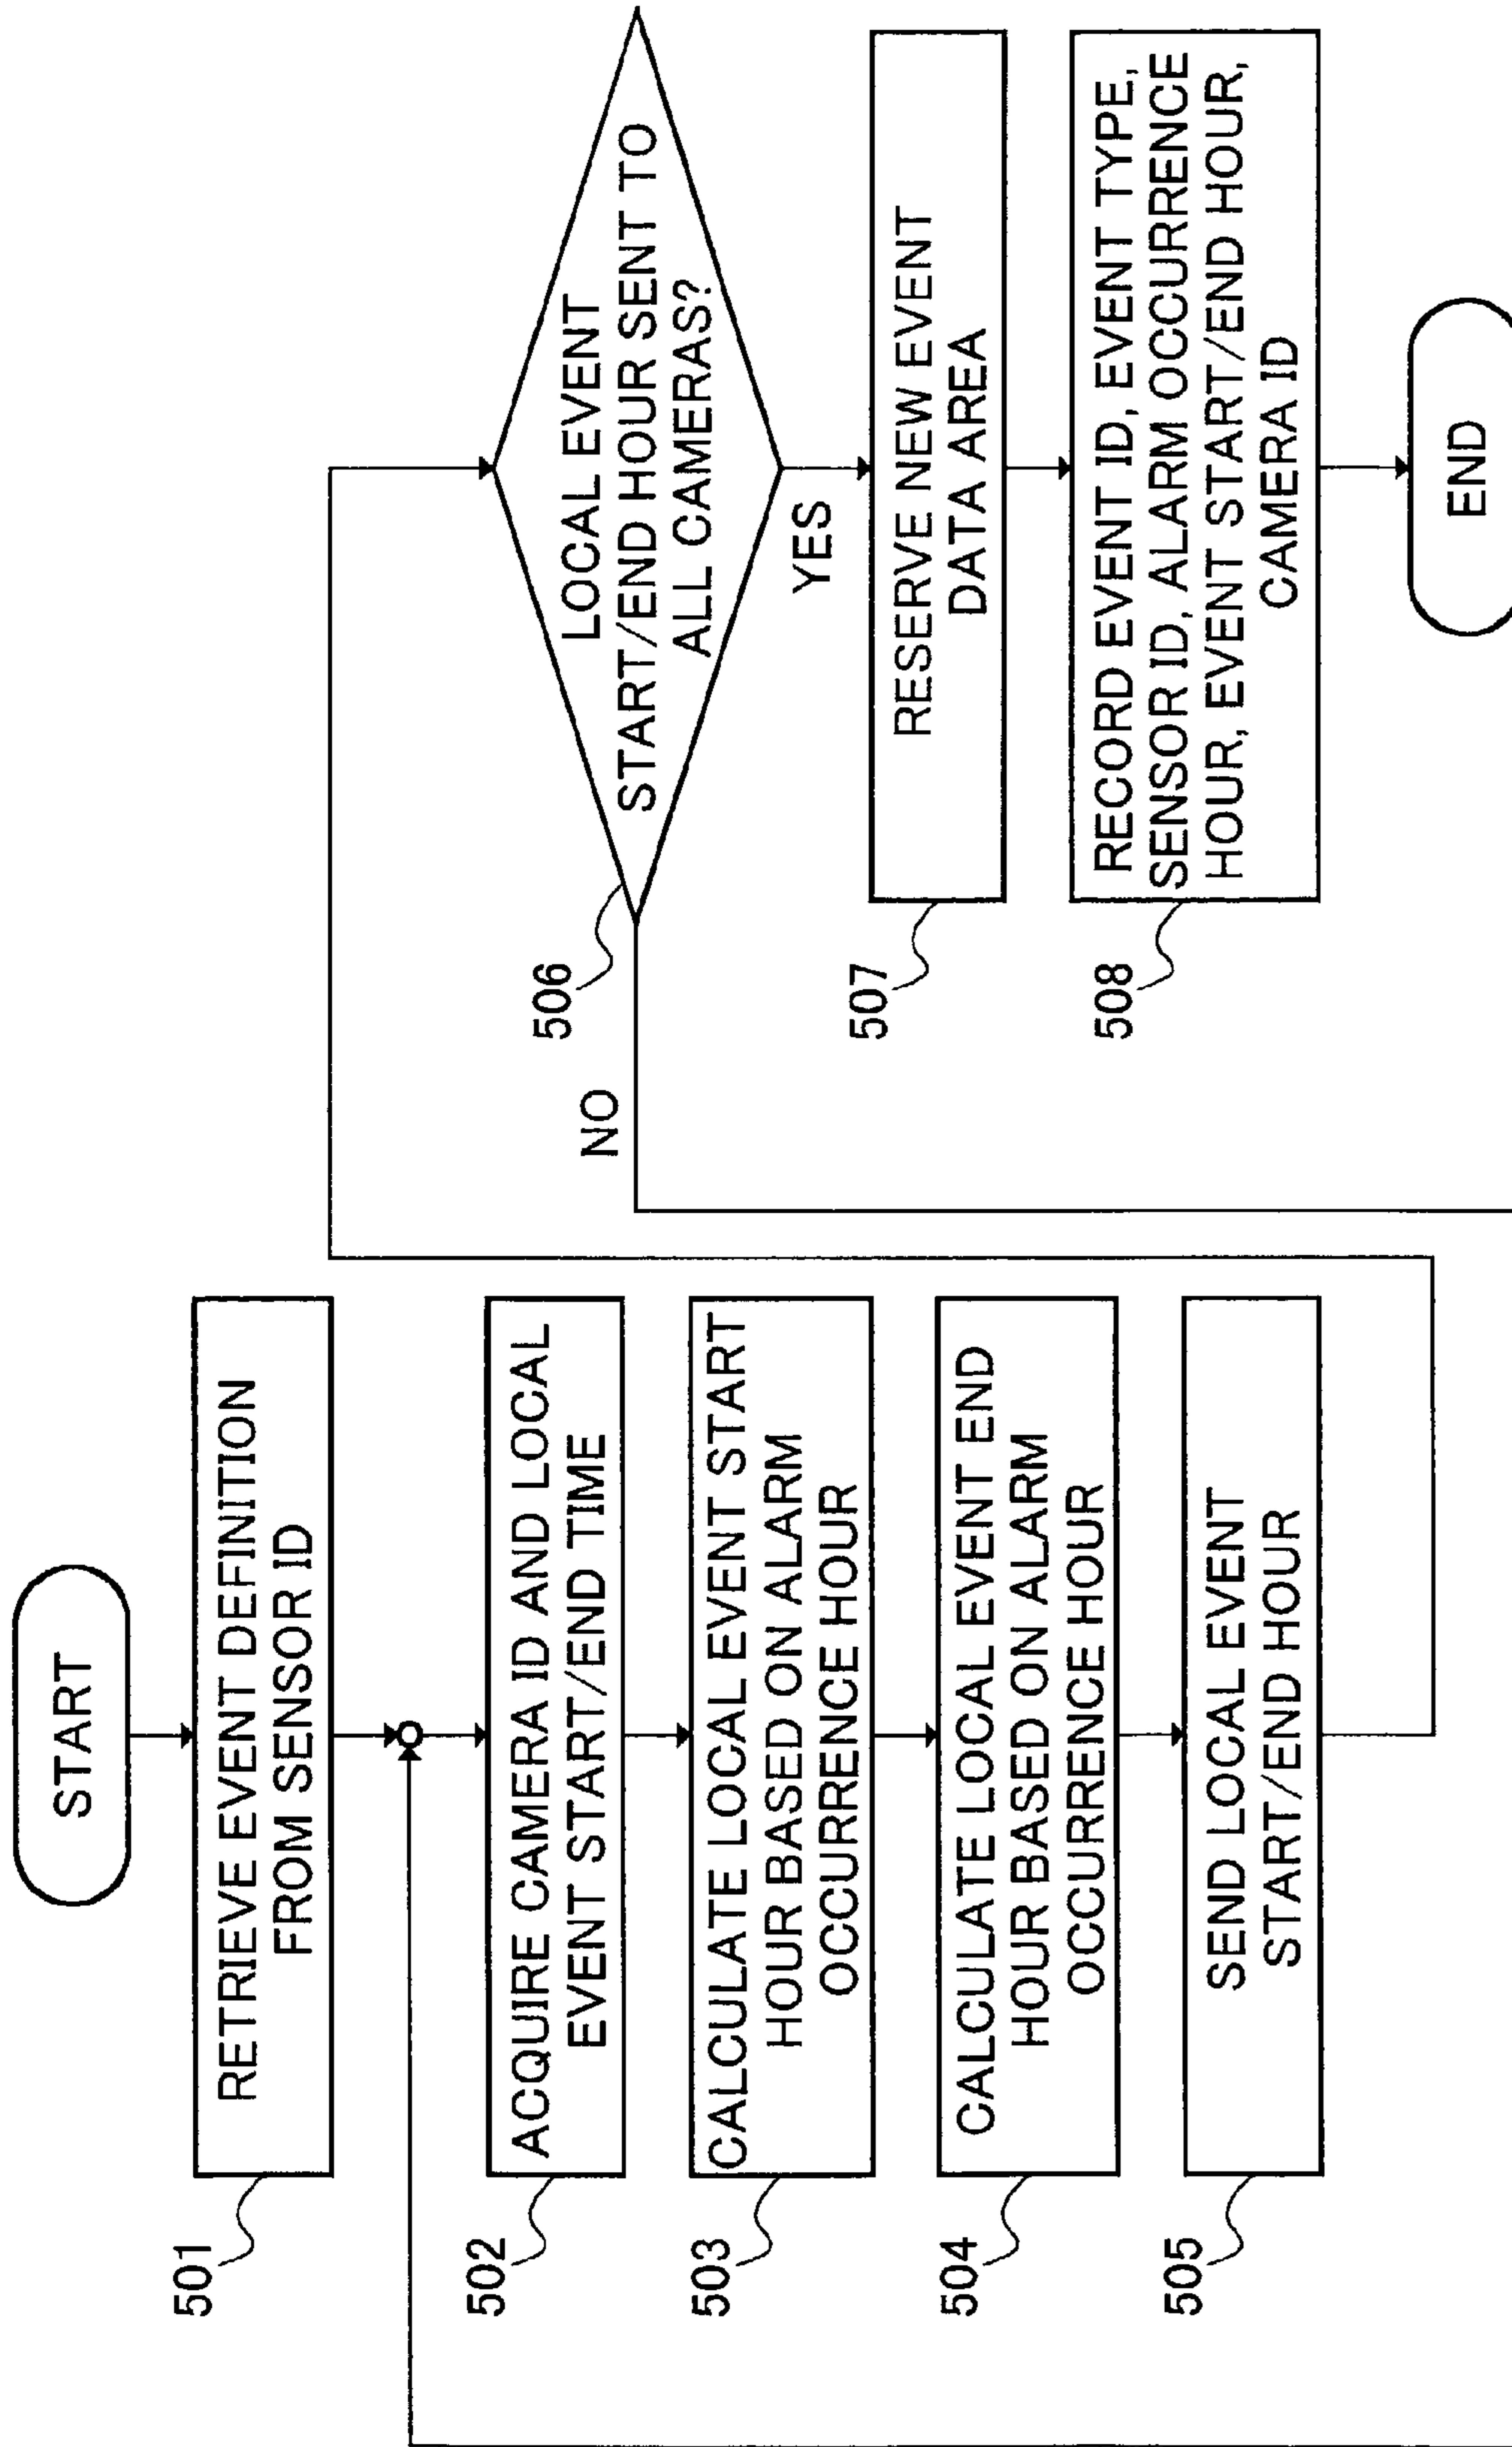 START
501
RETRIEVE EVENT DEFINITION
FROM SENSOR ID
502
ACQUIRE CAMERA ID AND LOCAL
EVENT START/END TIME
503
CALCULATE LOCAL EVENT START
HOUR BASED ON ALARM
OCCURRENCE HOUR
504
CALCULATE LOCAL EVENT END
HOUR BASED ON ALARM
OCCURRENCE HOUR
505
SEND LOCAL EVENT
START/END HOUR
506
LOCAL EVENT
START/END HOUR SENT TO
ALL CAMERAS?
NO
YES
507
RESERVE NEW EVENT
DATA AREA
508
RECORD EVENT ID, EVENT TYPE,
SENSOR ID, ALARM OCCURRENCE
HOUR, EVENT START/END HOUR,
CAMERA ID
END